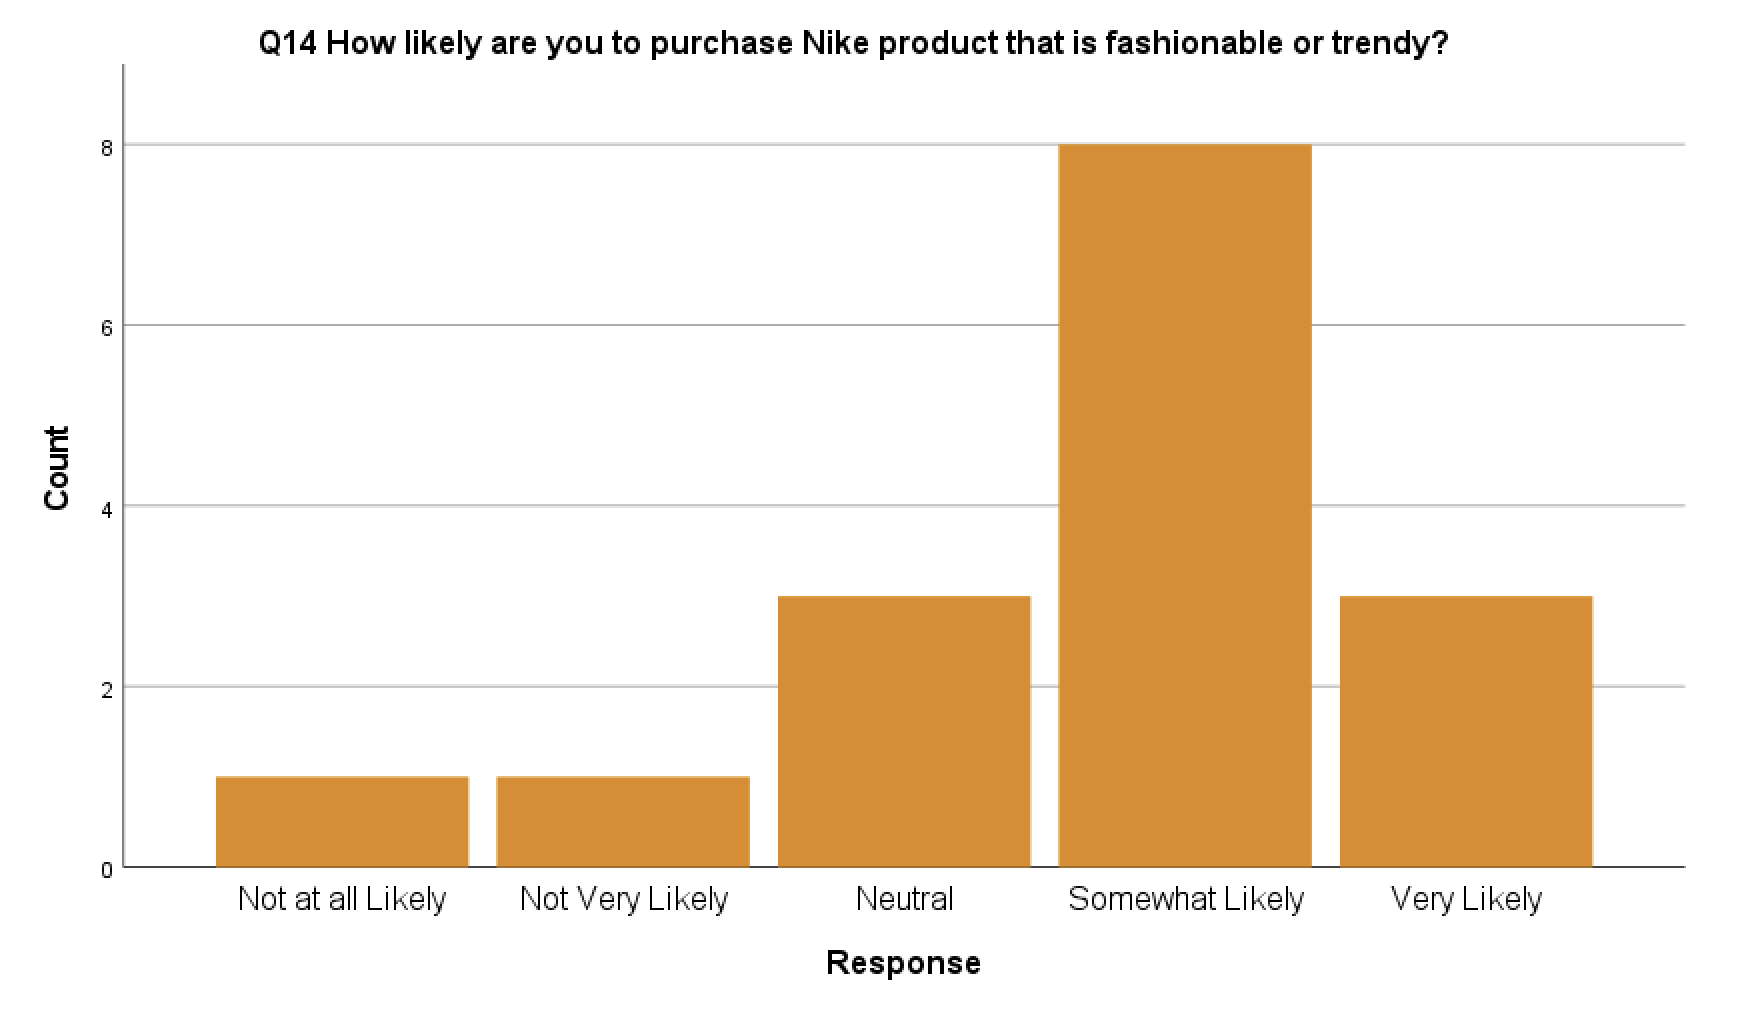 Q14 How likely are you to purchase Nike product that is fashionable or trendy?
8
6
4
2
0
Count
Not at all Likely
Not Very Likely
Neutral
Somewhat Likely
Very Likely
Response